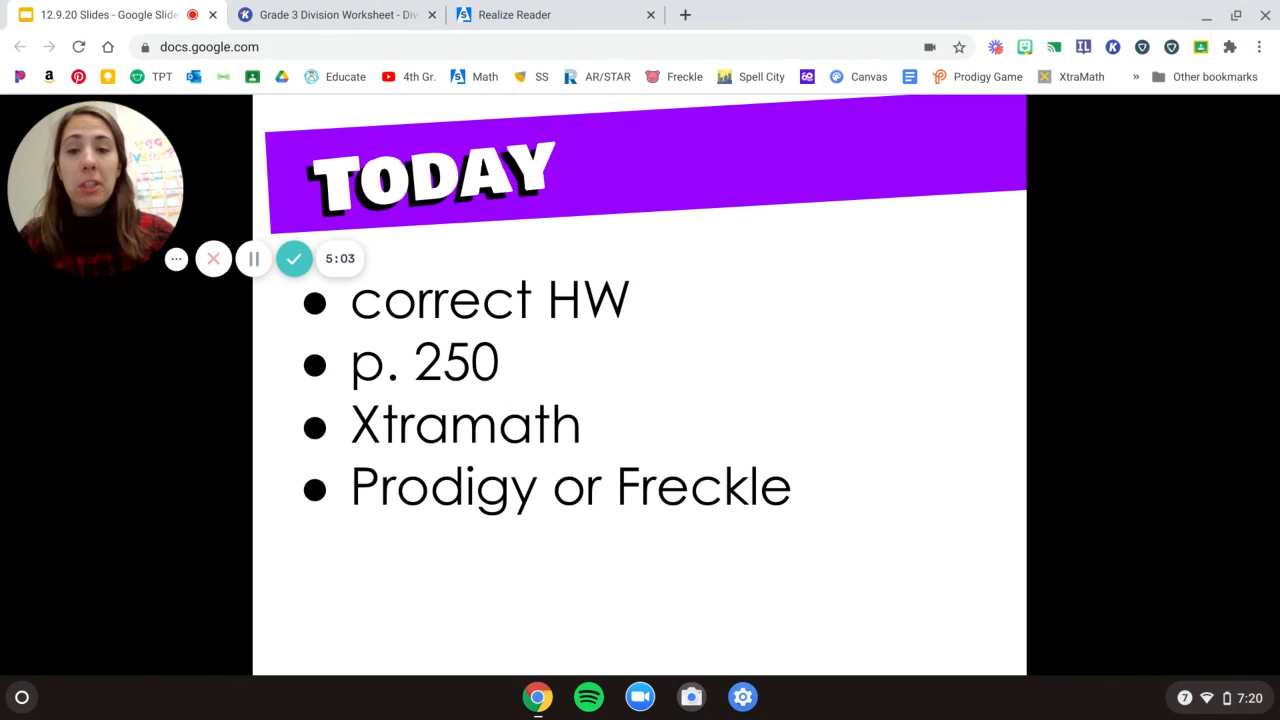 12.9.20 Slides - Google Slide
Grade 3 Division Worksheet - Div
Realize Reader
docs.google.com
TPT
Educate
4th Gr.
Math
SS
AR/STAR
Freckle
Spell City
Canvas
Prodigy Game
XtraMath
»
Other bookmarks
TODAY
5:03
● correct HW
● p. 250
● Xtramath
● Prodigy or Freckle
7
7:20